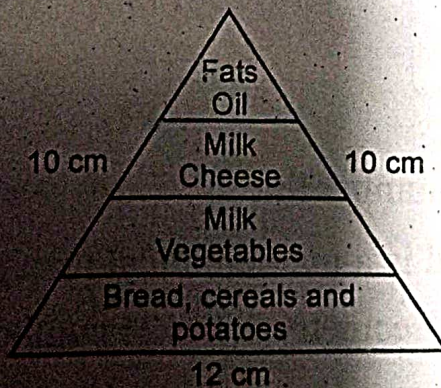 Fats
Oil
10 cm
Milk
Cheese
10 cm
Milk
Vegetables
Bread, cereals and
potatoes
12 cm